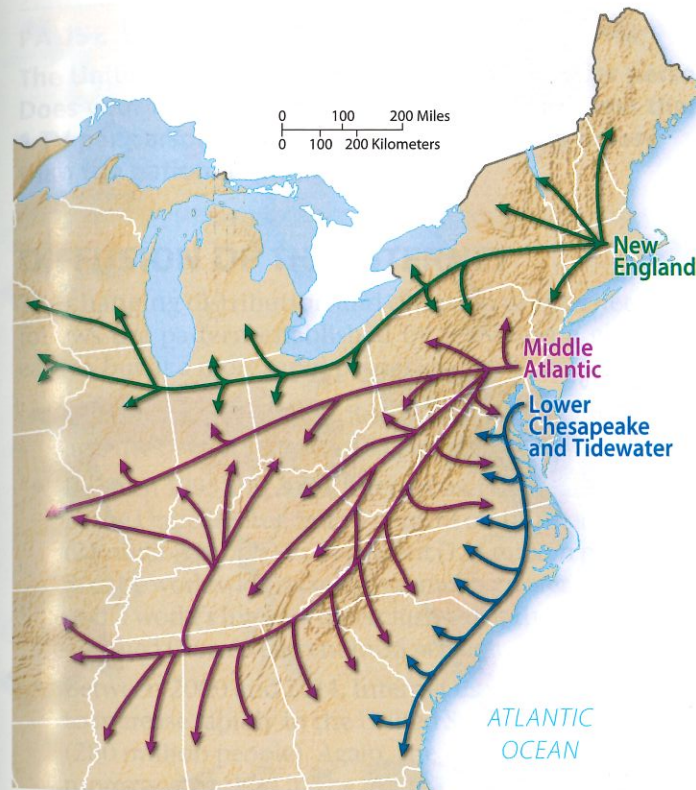 0 100 200 Miles
0 100 200 Kilometers
New
England
Middle
Atlantic
Lower
Chesapeake
and Tidewater
ATLANTIC
OCEAN